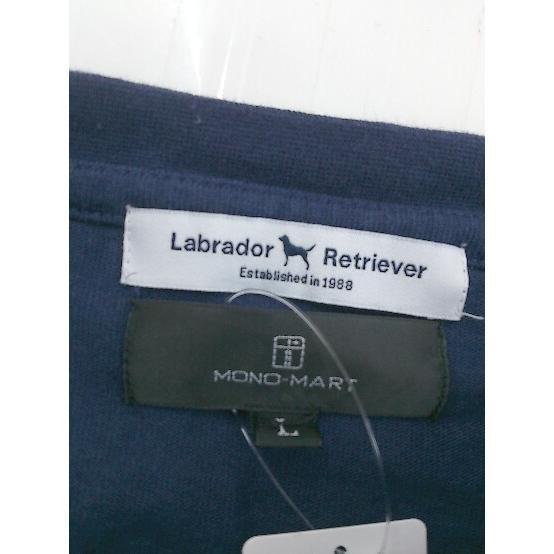 Labrador Retriever
Established in 1988
MONO-MART
L